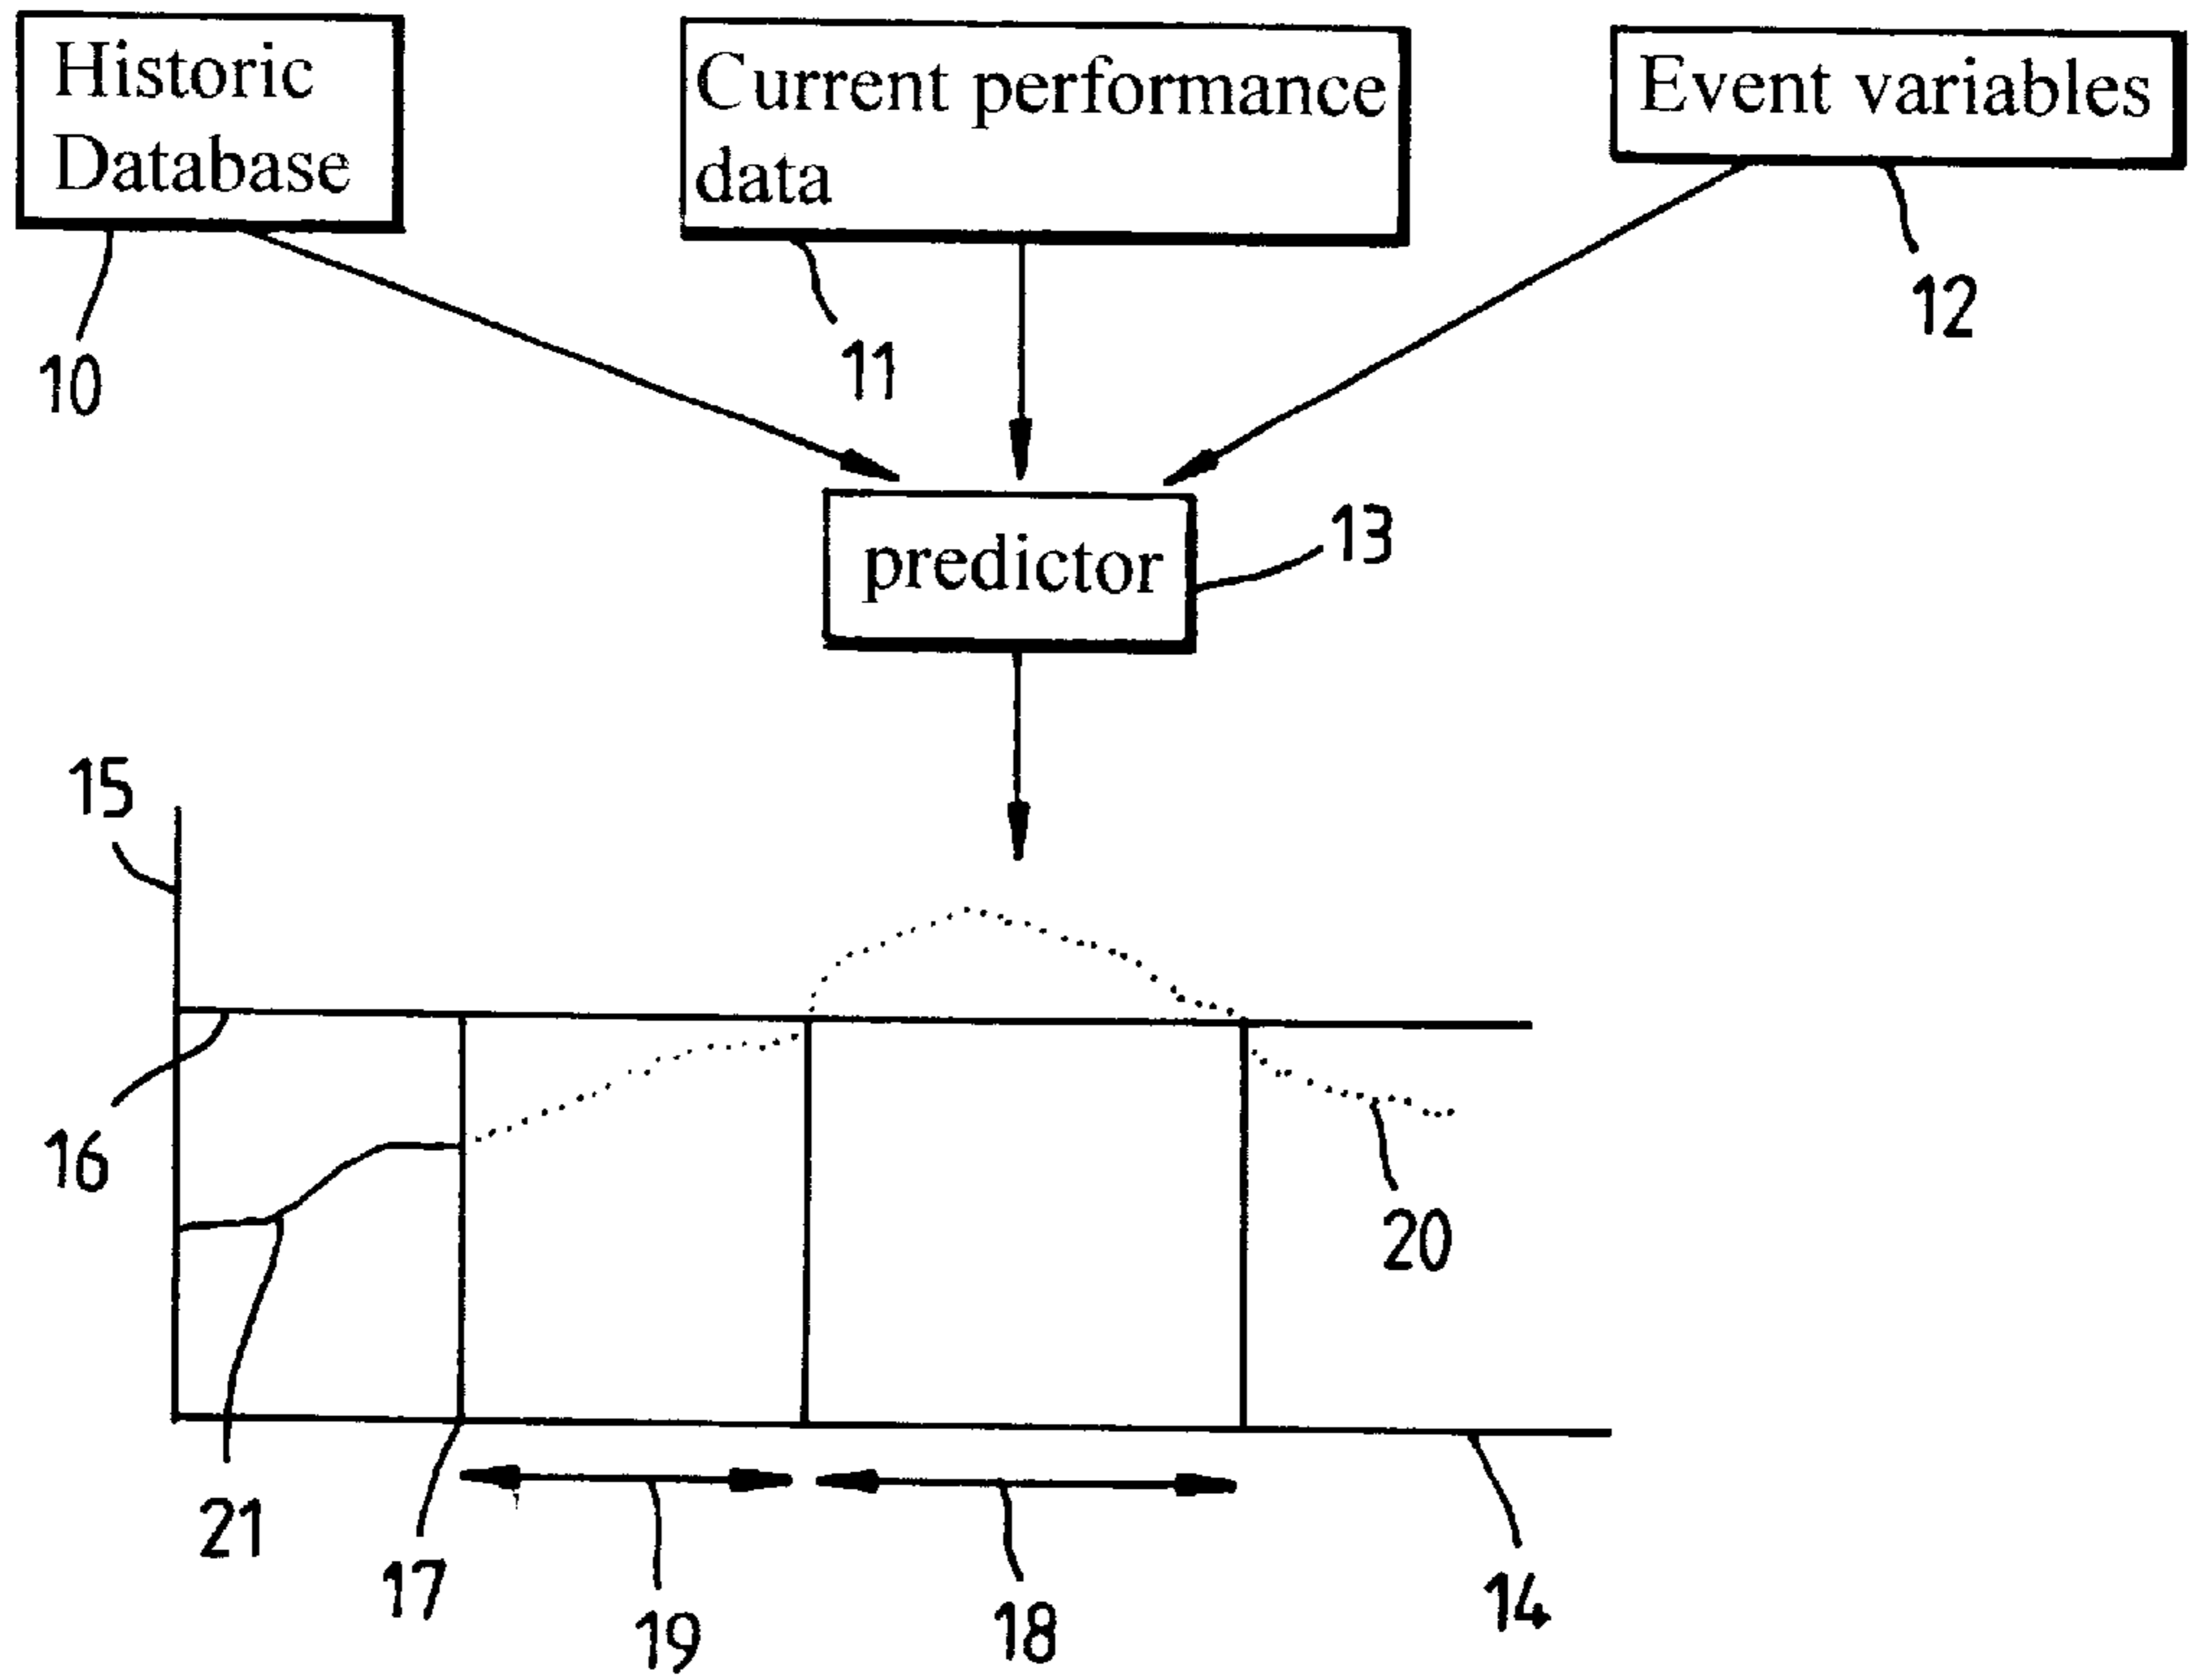 Historic
Database
Current performance
data
Event variables
10
11
12
predictor
13
15
16
20
21
17
19
18
14